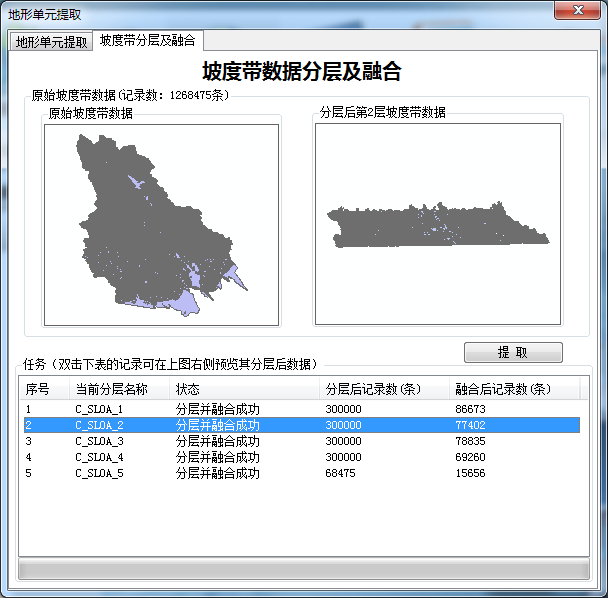 地形单元提取
地形单元提取 坡度带分层及融合
坡度带数据分层及融合
原始坡度带数据(记录数: 1268475条)
原始坡度带数据 分层后第2层坡度带数据
提 取
任务（双击下表的记录可在上图右侧预览其分层后数据）
序号 当前分层名称 状态 分层后记录数(条) 融合后记录数(条)
1 C_SLOA_1 分层并融合成功 300000 86673
2 C_SLOA_2 分层并融合成功 300000 77402
3 C_SLOA_3 分层并融合成功 300000 78835
4 C_SLOA_4 分层并融合成功 300000 69260
5 C_SLOA_5 分层并融合成功 68475 15656